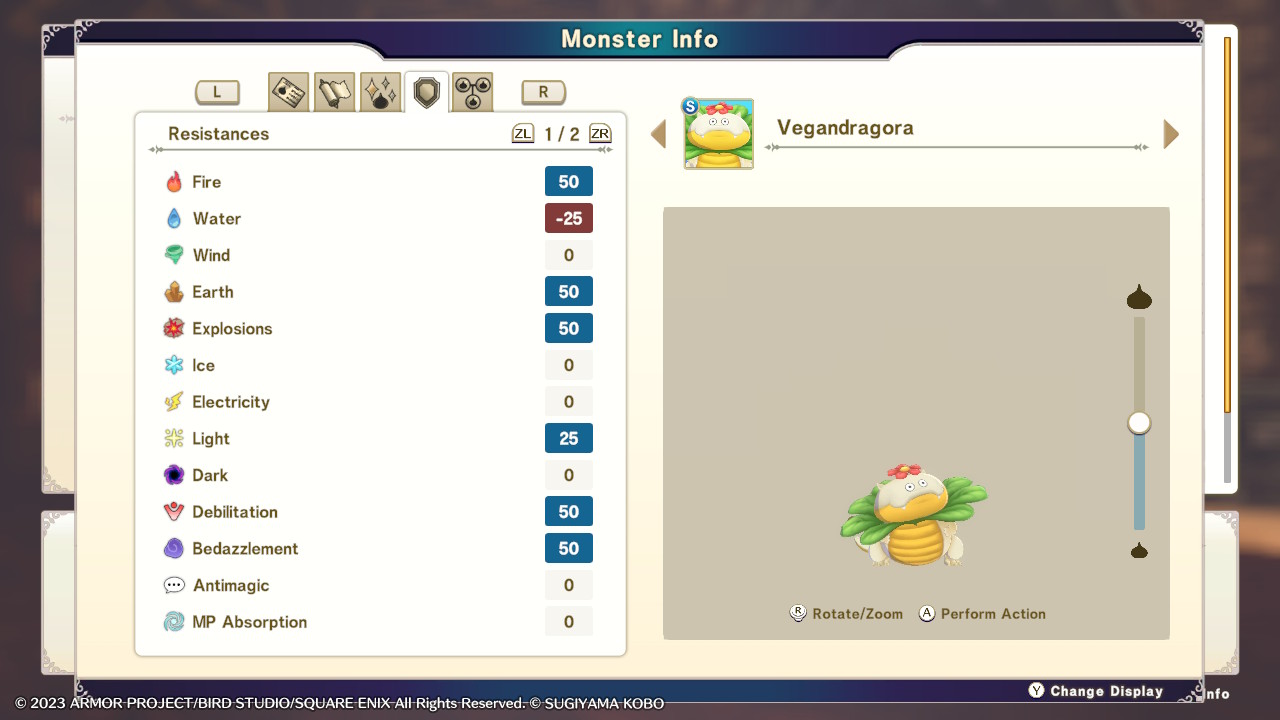 Monster Info
L
R
Resistances
ZL 1 / 2 ZR
Fire 50
Water -25
Wind 0
Earth 50
Explosions 50
Ice 0
Electricity 0
Light 25
Dark 0
Debilitation 50
Bedazzlement 50
Antimagic 0
MP Absorption 0
S
Vegandragora
R Rotate/Zoom A Perform Action
Y Change Display
Info
© 2023 ARMOR PROJECT/BIRD STUDIO/SQUARE ENIX All Rights Reserved. © SUGIYAMA KOBO